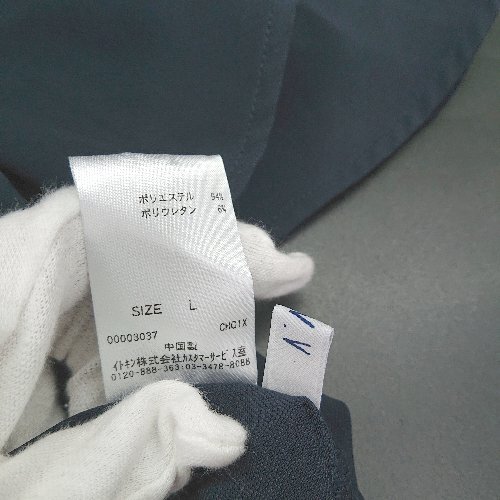 ポリエステル 94%
ポリウレタン 6%
SIZE L
00003037 CH01X
中国製
イトキン株式会社カスタマーサービス室
0120-888-363:03-3478-8088